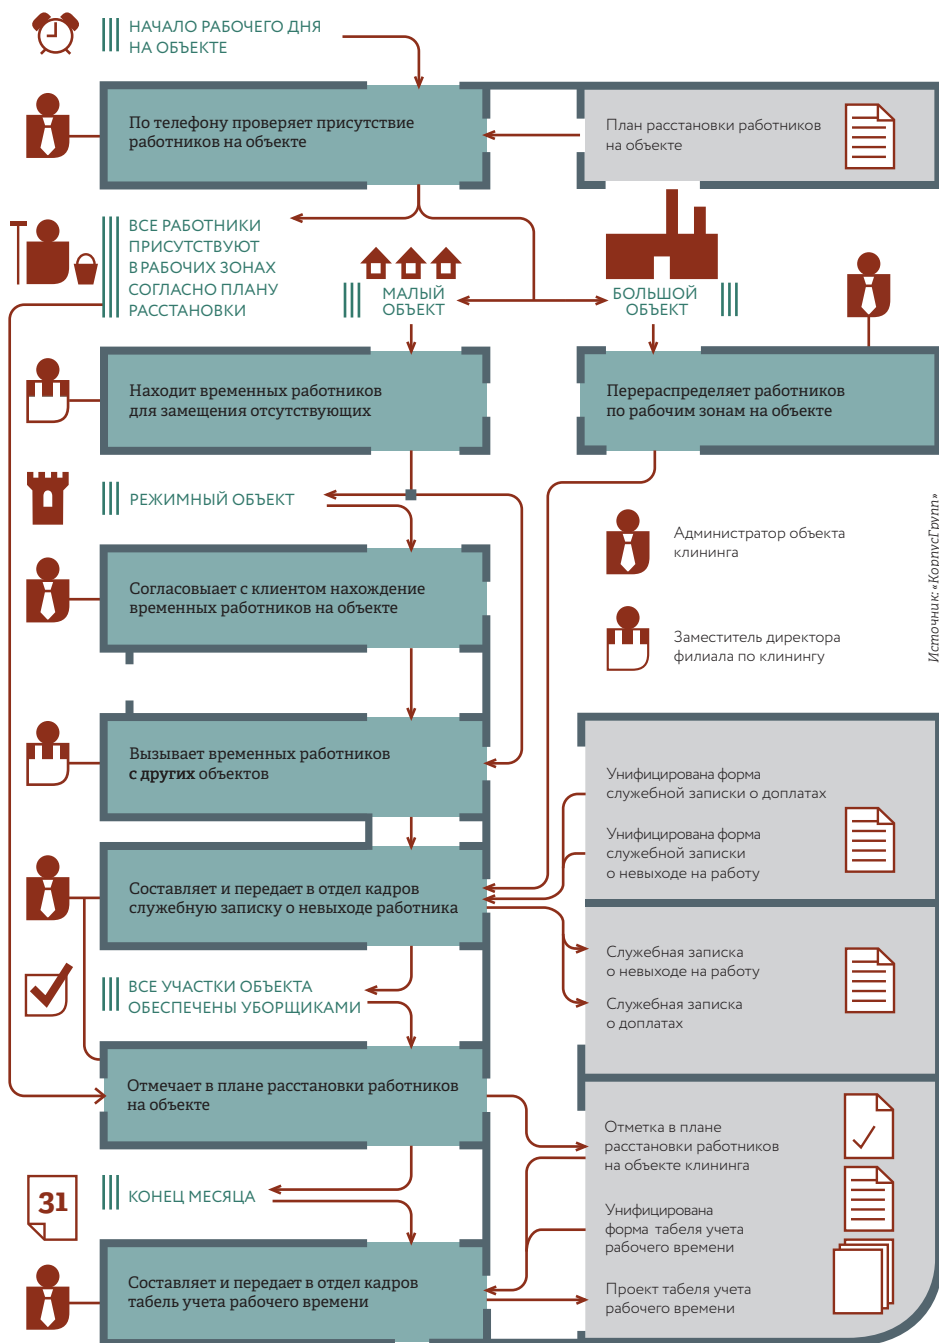 НАЧАЛО РАБОЧЕГО ДНЯ
НА ОБЪЕКТЕ
По телефону проверяет присутствие
работников на объекте
План расстановки работников
на объекте
ВСЕ РАБОТНИКИ
ПРИСУТСТВУЮТ
В РАБОЧИХ ЗОНАХ
СОГЛАСНО ПЛАНУ
РАССТАНОВКИ
МАЛЫЙ
ОБЪЕКТ
БОЛЬШОЙ
ОБЪЕКТ
Находит временных работников
для замещения отсутствующих
Перераспределяет работников
по рабочим зонам на объекте
РЕЖИМНЫЙ ОБЪЕКТ
Администратор объекта
клининга
Источник: «КорпусГрупп»
Согласовыает с клиентом нахождение
временных работников на объекте
Заместитель директора
филиала по клинингу
Вызывает временных работников
с других объектов
Унифицирована форма
служебной записки о доплатах
Унифицирована форма
служебной записки
о невыходе на работу
Составляет и передает в отдел кадров
служебную записку о невыходе работника
Служебная записка
о невыходе на работу
Служебная записка
о доплатах
ВСЕ УЧАСТКИ ОБЪЕКТА
ОБЕСПЕЧЕНЫ УБОРЩИКАМИ
Отмечает в плане расстановки работников
на объекте
Отметка в плане
расстановки работников
на объекте клининга
31
КОНЕЦ МЕСЯЦА
Унифицирована
форма табеля учета
рабочего времени
Составляет и передает в отдел кадров
табель учета рабочего времени
Проект табеля учета
рабочего времени